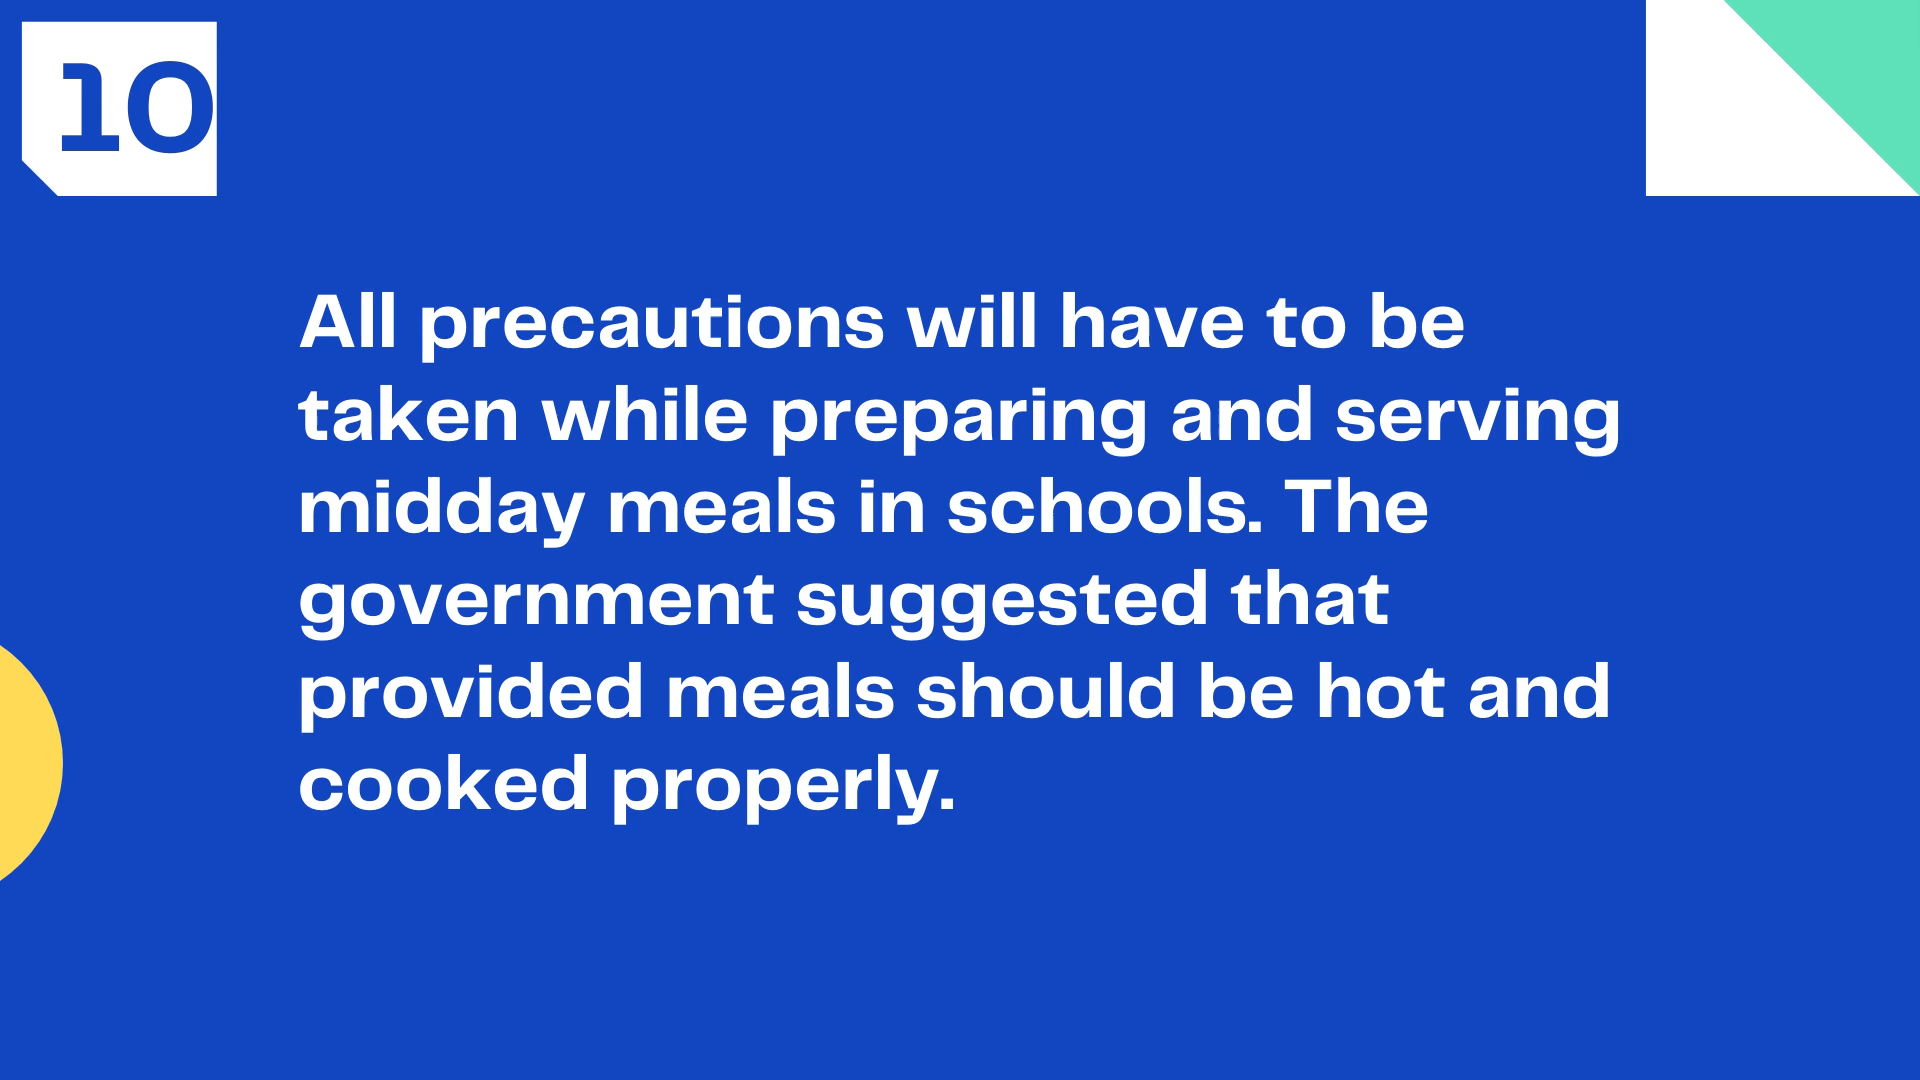 10
All precautions will have to be
taken while preparing and serving
midday meals in schools. The
government suggested that
provided meals should be hot and
cooked properly.